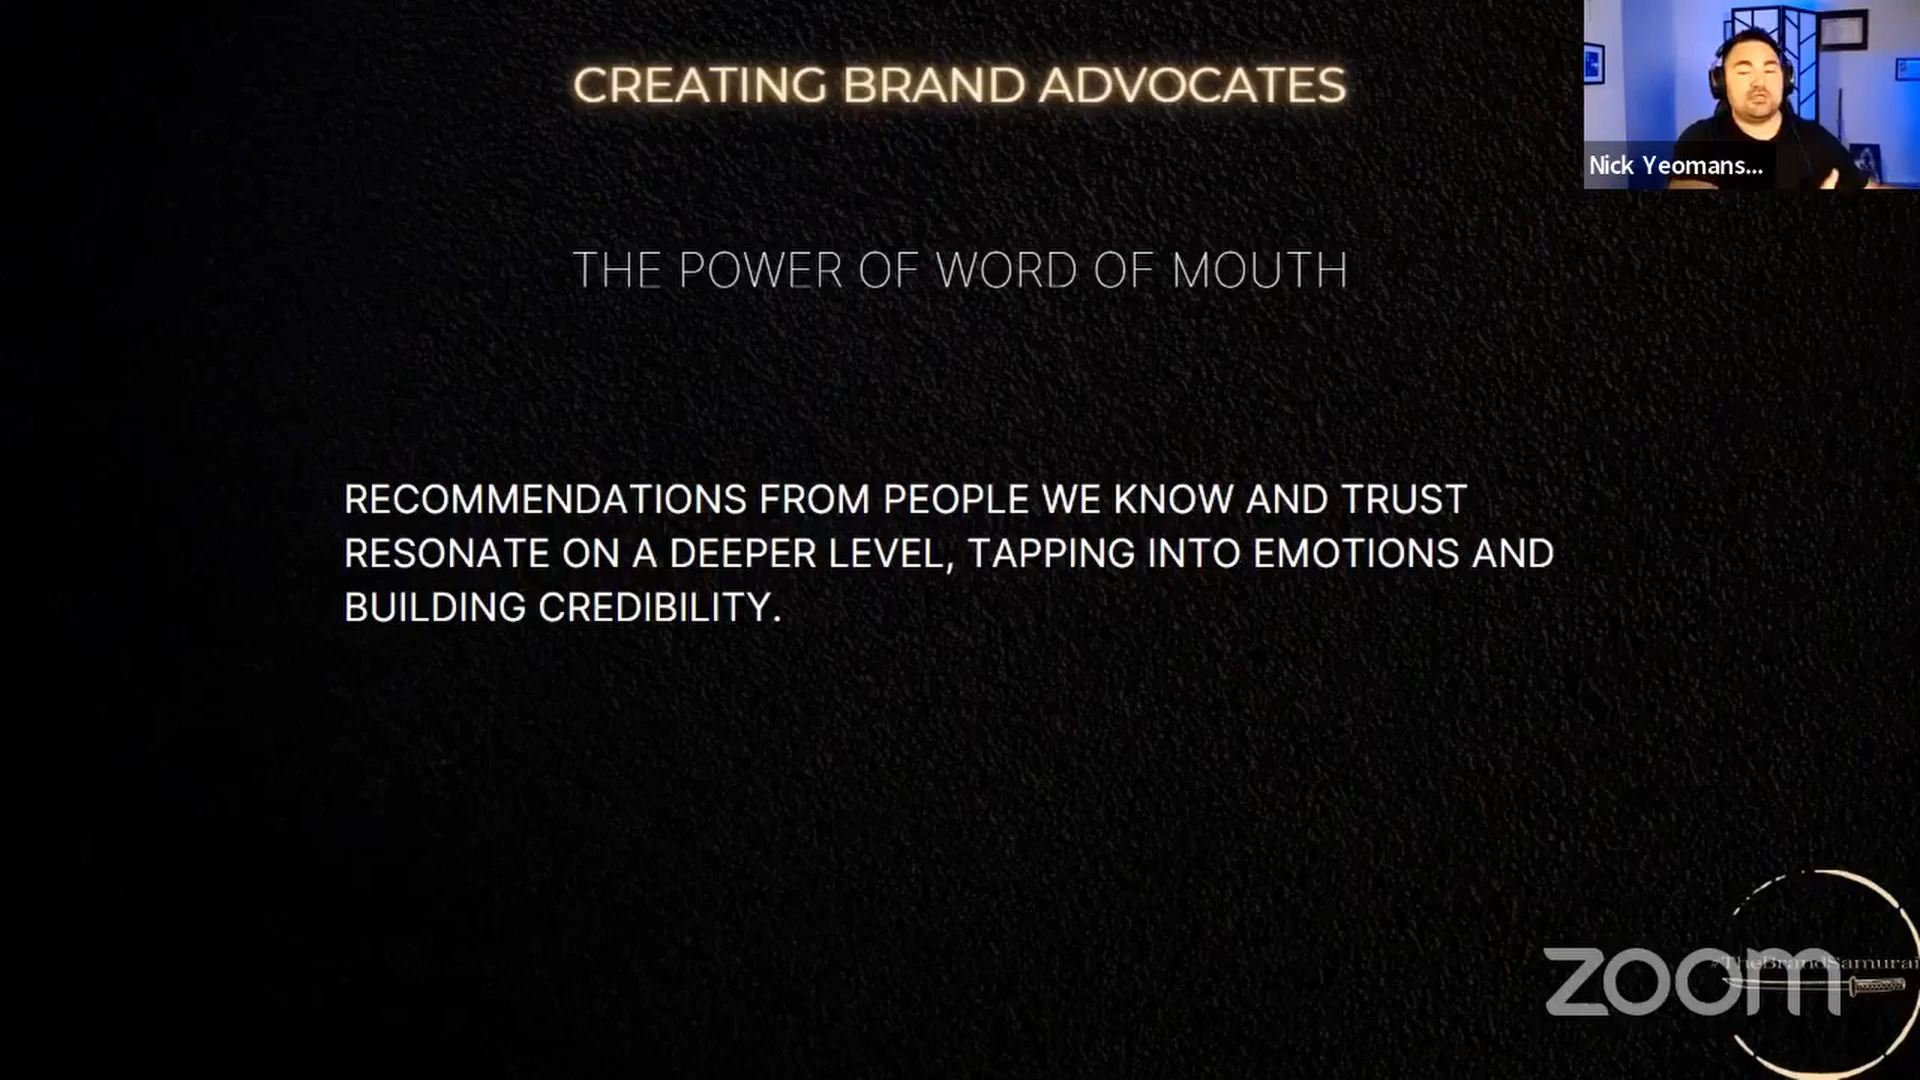 CREATING BRAND ADVOCATES
Nick Yeomans...
THE POWER OF WORD OF MOUTH
RECOMMENDATIONS FROM PEOPLE WE KNOW AND TRUST
RESONATE ON A DEEPER LEVEL, TAPPING INTO EMOTIONS AND
BUILDING CREDIBILITY.
#TheBrandSamurai
zoom